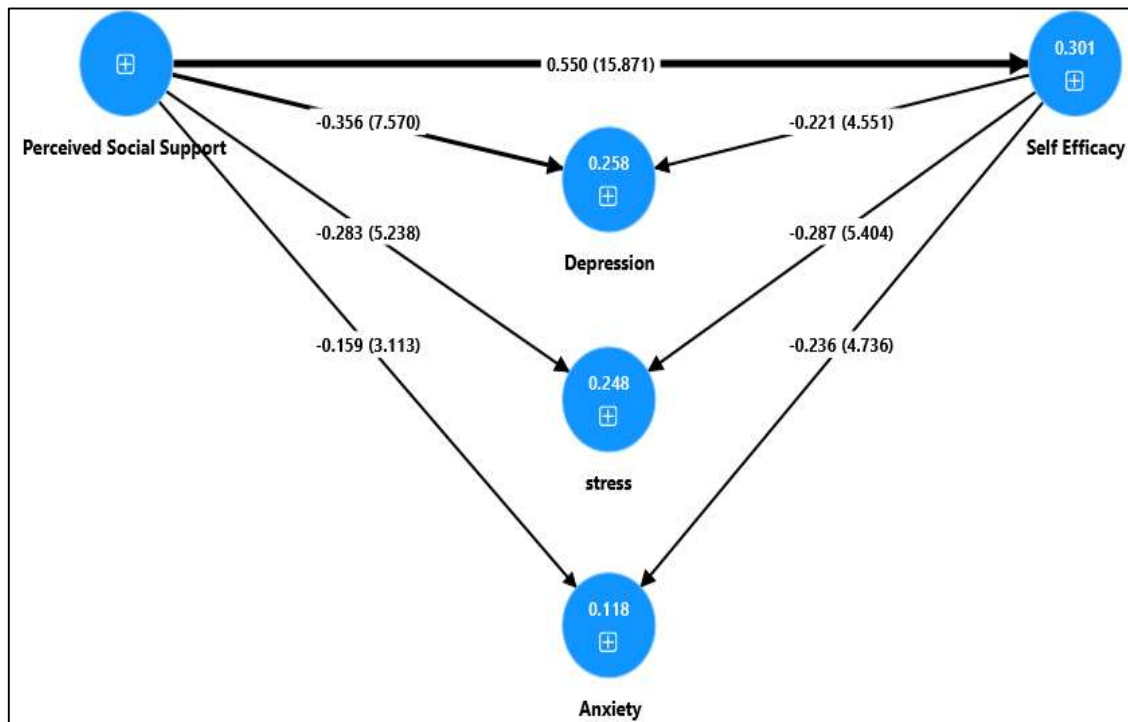 0.301
0.550 (15.871)
-0.356 (7.570)
-0.221 (4.551)
Perceived Social Support
Self Efficacy
0.258
-0.283 (5.238)
-0.287 (5.404)
Depression
-0.159 (3.113)
-0.236 (4.736)
0.248
stress
0.118
Anxiety